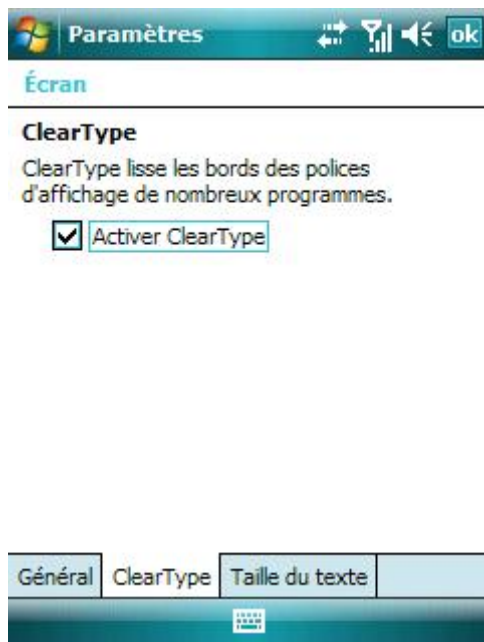 Paramètres
ok
Écran
ClearType
ClearType lisse les bords des polices
d'affichage de nombreux programmes.
Activer ClearType
Général ClearType Taille du texte